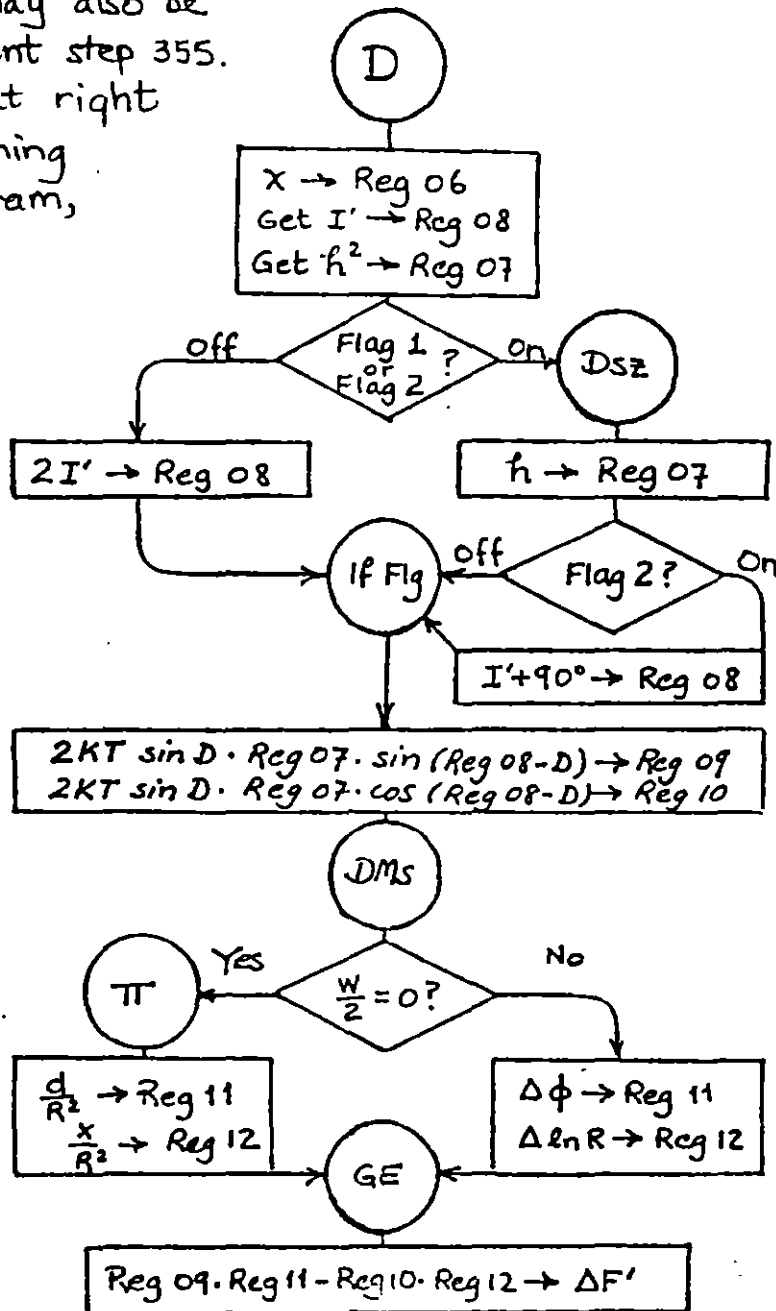 may also be
ent step 355.
t right
ning
ram,
D
x → Reg 06
Get I' → Reg 08
Get h² → Reg 07
Off
Flag 1
or
Flag 2
?
On
Dsz
2I' → Reg 08
h → Reg 07
If Flg
Off
Flag 2?
On
I'+90° → Reg 08
2KT sin D · Reg 07 · sin (Reg 08-D) → Reg 09
2KT sin D · Reg 07 · cos (Reg 08-D) → Reg 10
DMs
Yes
W/2 = 0?
No
π
d/R² → Reg 11
x/R² → Reg 12
Δϕ → Reg 11
Δ ln R → Reg 12
GE
Reg 09 · Reg 11 - Reg 10 · Reg 12 → ΔF'